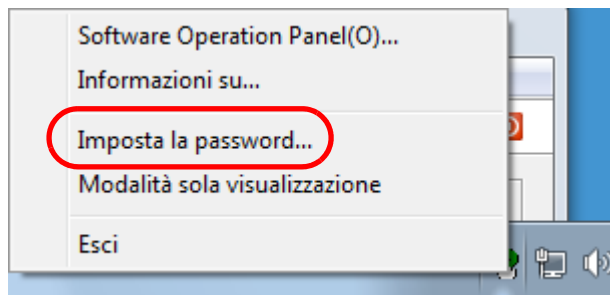 Software Operation Panel(O)...
Informazioni su...
Imposta la password...
Modalità sola visualizzazione
Esci